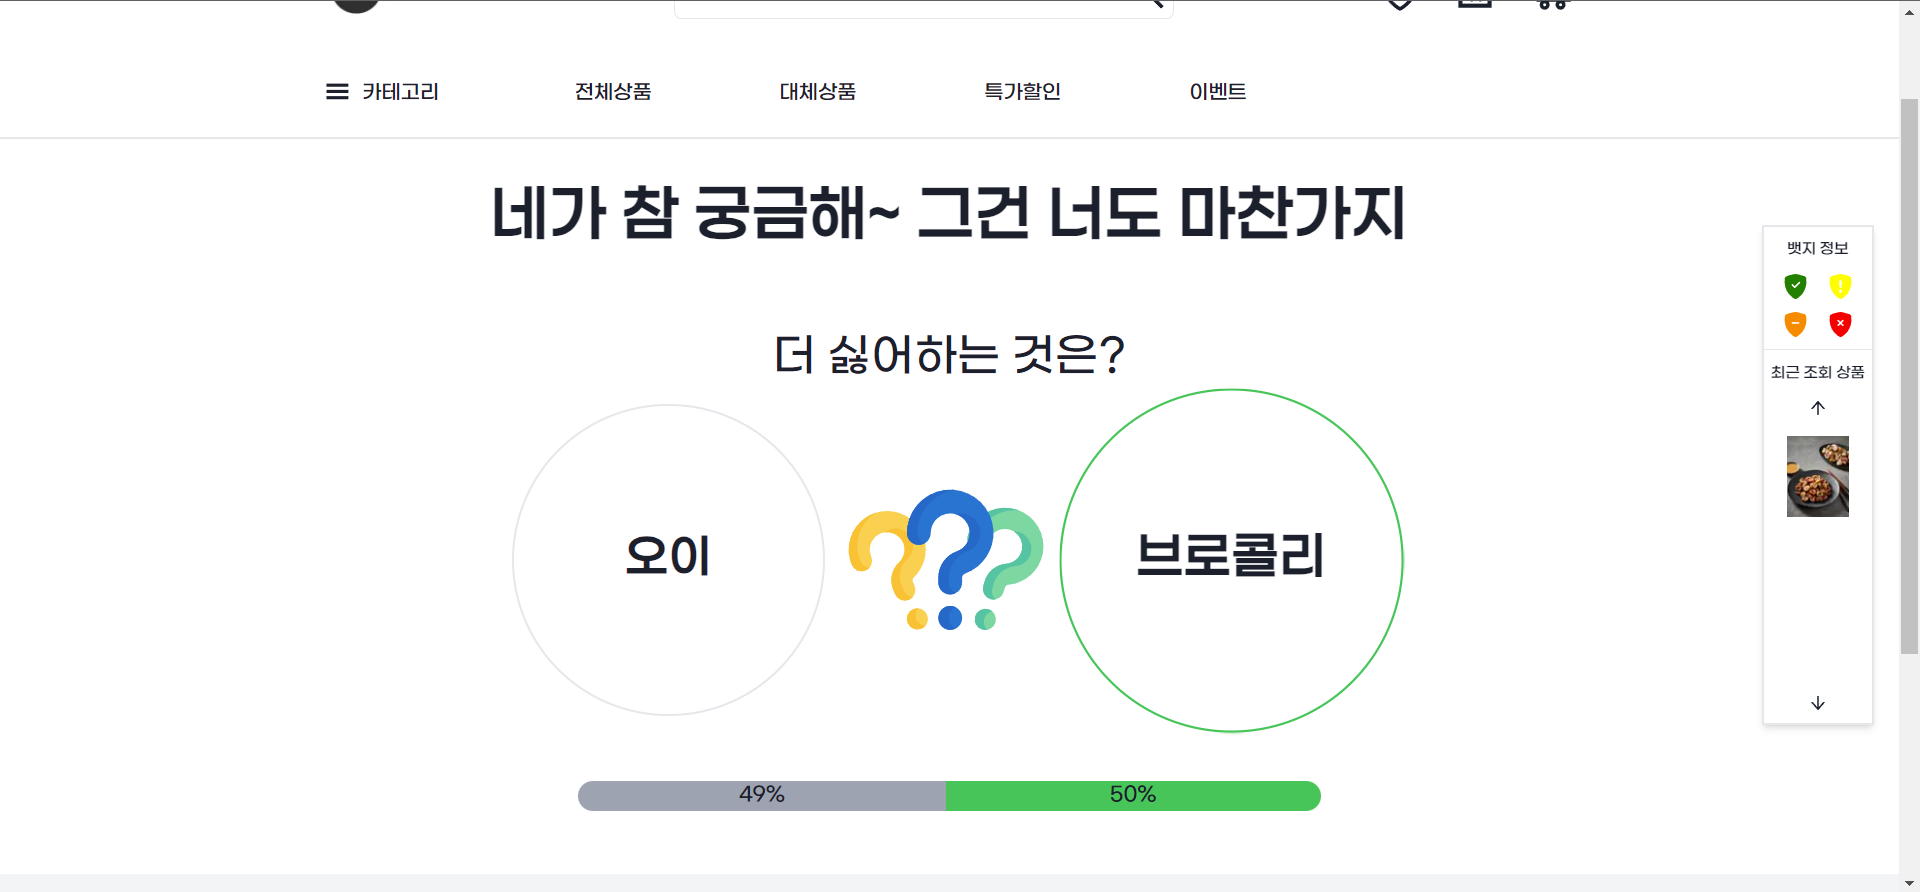 카테고리
전체상품
대체상품
특가할인
이벤트
네가 참 궁금해~ 그건 너도 마찬가지
뱃지 정보
더 싫어하는 것은?
최근 조회 상품
오이
브로콜리
49%
50%